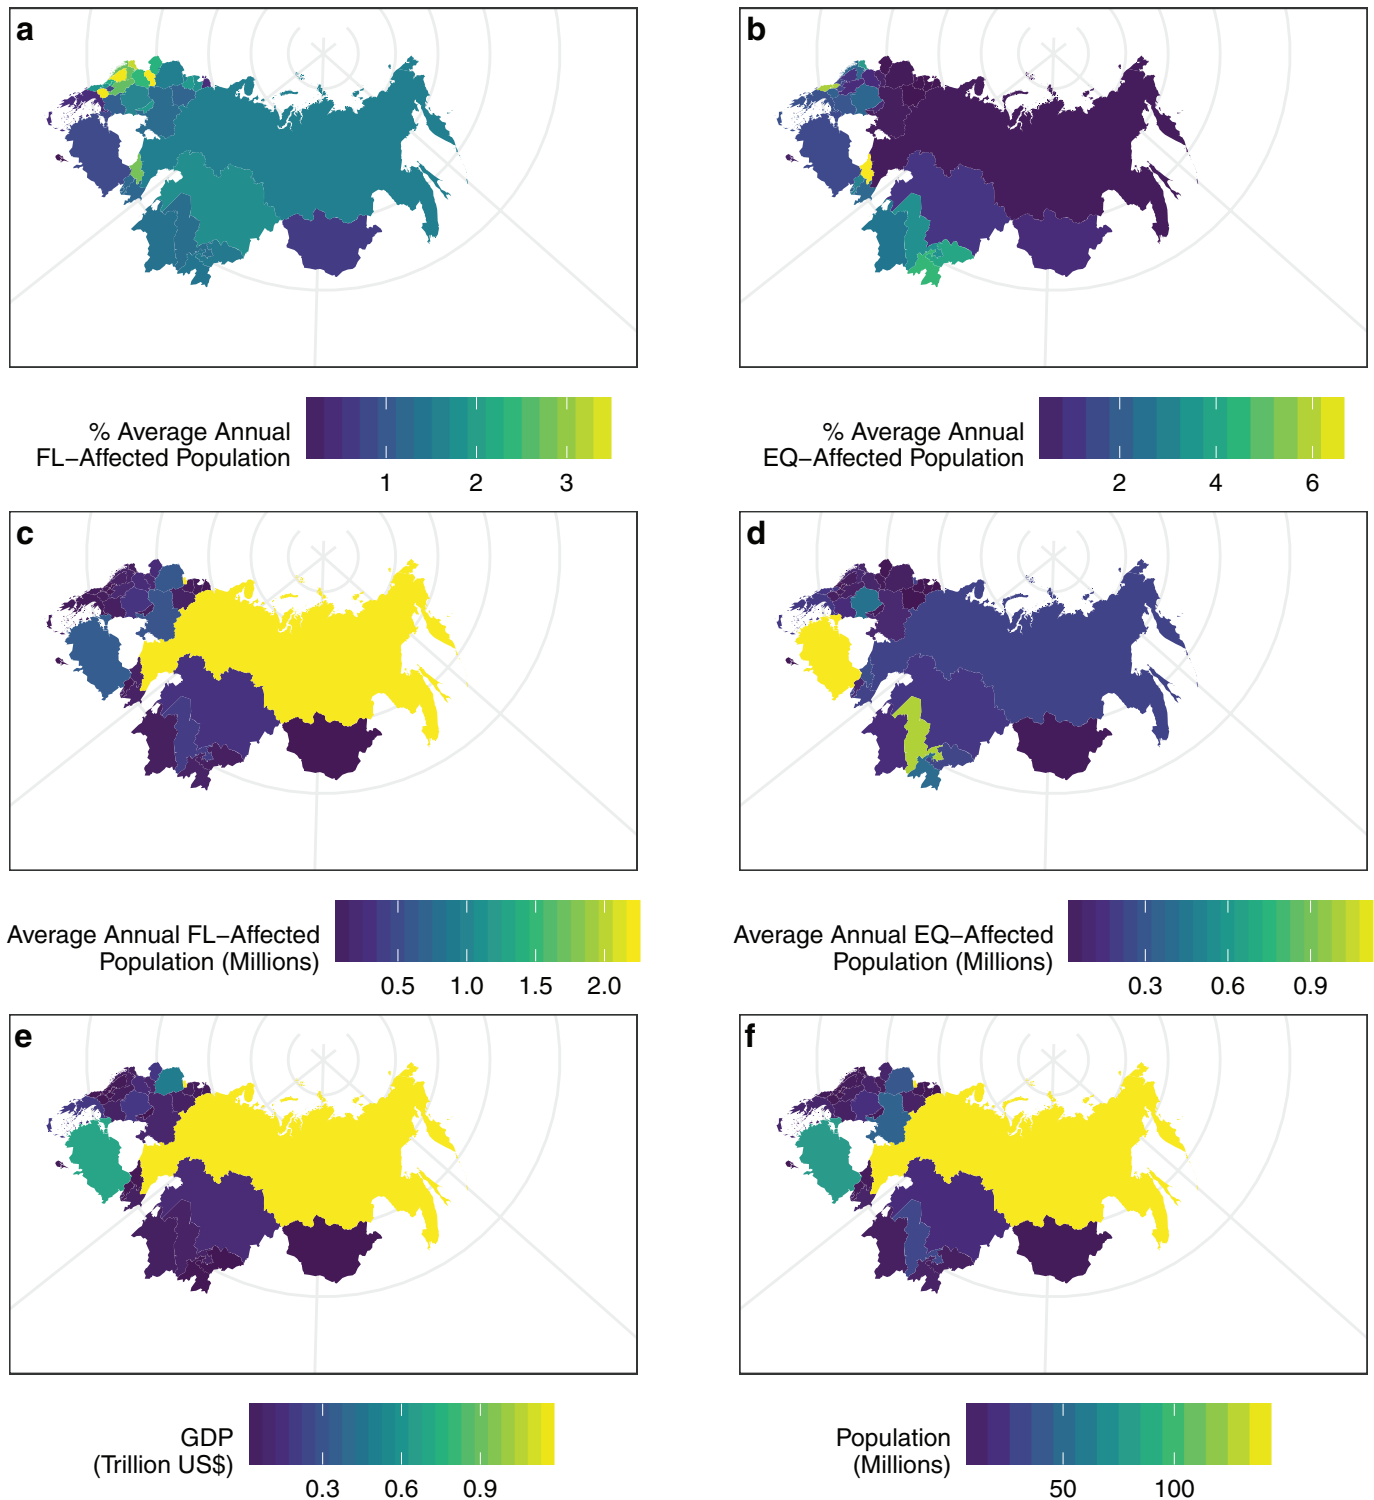 a
b
% Average Annual
FL−Affected Population
1 2 3
% Average Annual
EQ−Affected Population
2 4 6
c
d
Average Annual FL−Affected
Population (Millions)
0.5 1.0 1.5 2.0
Average Annual EQ−Affected
Population (Millions)
0.3 0.6 0.9
e
f
GDP
(Trillion US$)
0.3 0.6 0.9
Population
(Millions)
50 100